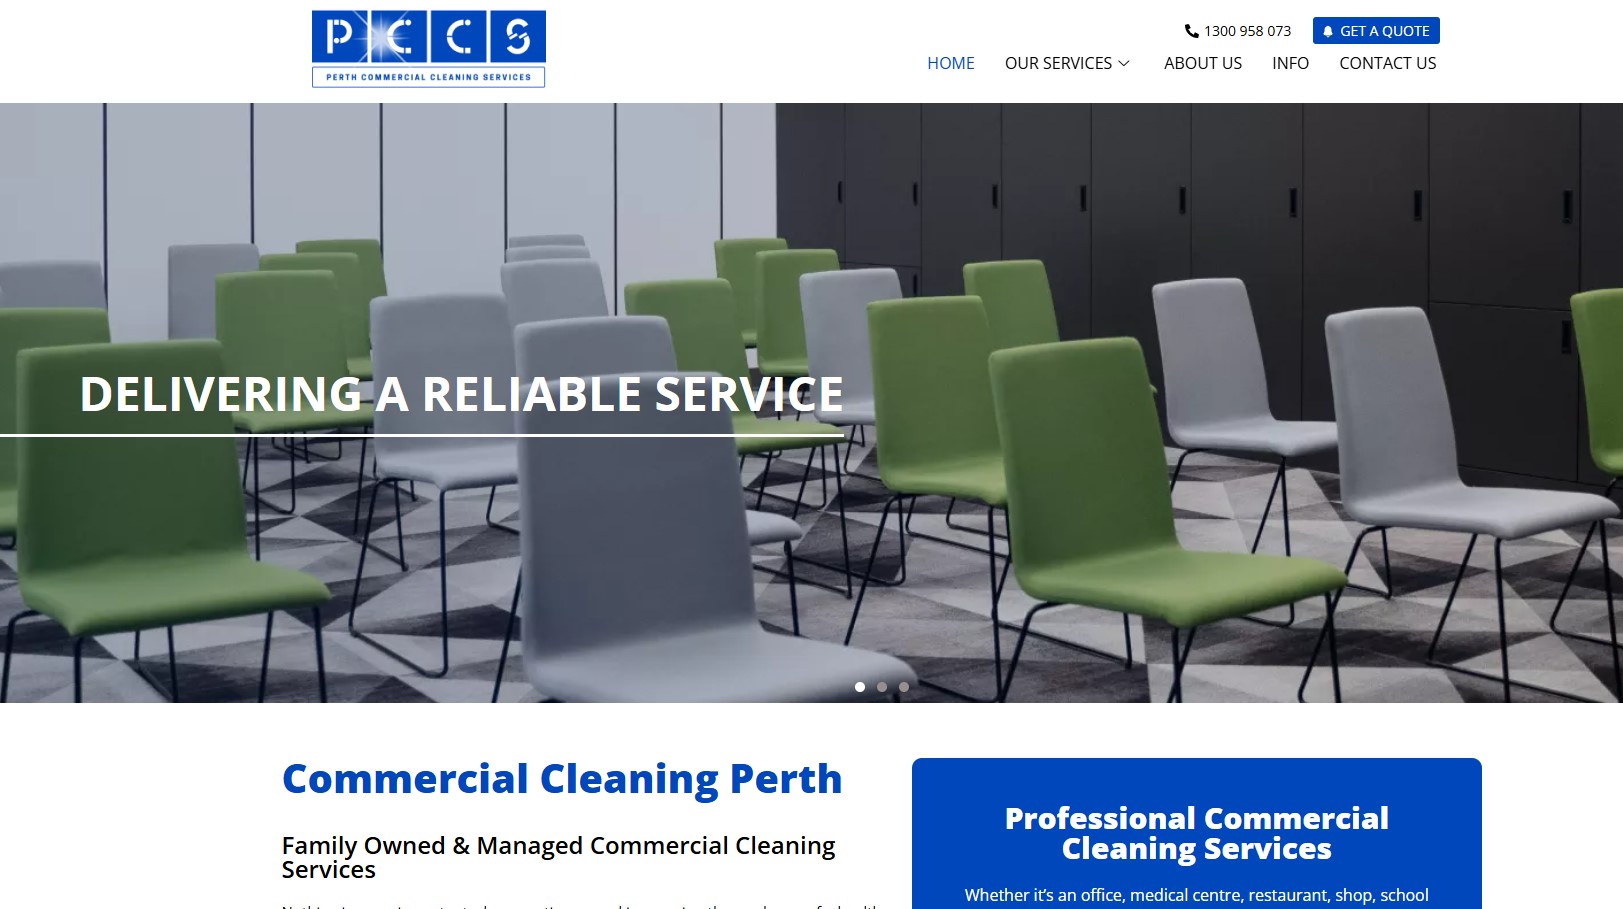 PCCS
PERTH COMMERCIAL CLEANING SERVICES
1300 958 073
GET A QUOTE
HOME
OUR SERVICES
ABOUT US
INFO
CONTACT US
DELIVERING A RELIABLE SERVICE
Commercial Cleaning Perth
Family Owned & Managed Commercial Cleaning
Services
Professional Commercial
Cleaning Services
Whether it's an office, medical centre, restaurant, shop, school